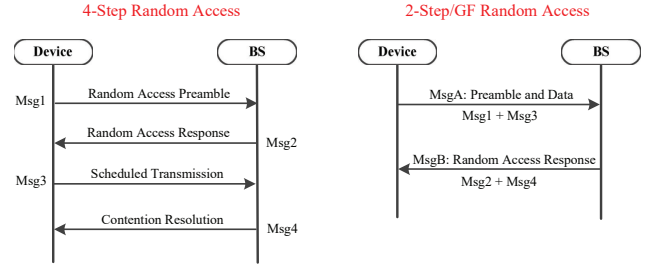 4-Step Random Access
Device
BS
Msg1
Random Access Preamble
Random Access Response
Msg2
Msg3
Scheduled Transmission
Contention Resolution
Msg4
2-Step/GF Random Access
Device
BS
MsgA: Preamble and Data
Msg1 + Msg3
MsgB: Random Access Response
Msg2 + Msg4